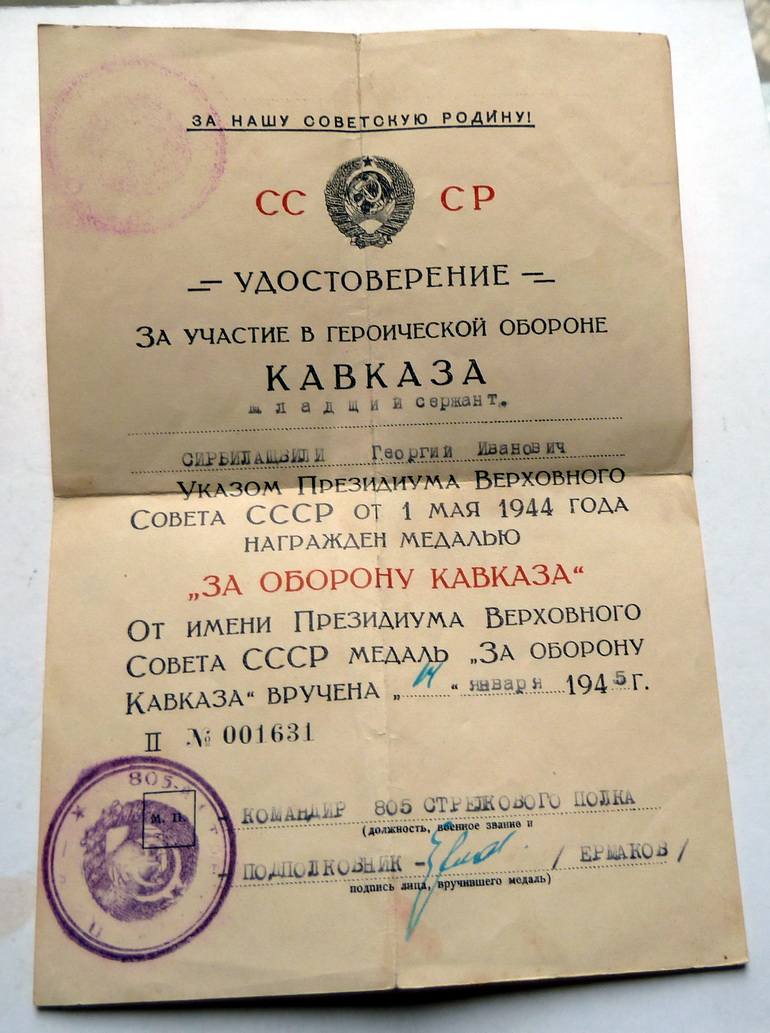 ЗА НАШУ СОВЕТСКУЮ РОДИНУ!
СС СР
УДОСТОВЕРЕНИЕ
ЗА УЧАСТИЕ В ГЕРОИЧЕСКОЙ ОБОРОНЕ
КАВКАЗА
младший сержант.
СИРБИЛАШВИЛИ Георгий Иванович
УКАЗОМ ПРЕЗИДИУМА ВЕРХОВНОГО
СОВЕТА СССР ОТ 1 МАЯ 1944 ГОДА
НАГРАЖДЕН МЕДАЛЬЮ
„ЗА ОБОРОНУ КАВКАЗА“
ОТ ИМЕНИ ПРЕЗИДИУМА ВЕРХОВНОГО
СОВЕТА СССР МЕДАЛЬ „ЗА ОБОРОНУ
КАВКАЗА“ ВРУЧЕНА „14“ января 1945 г.
II № 001631
805
М. П.
- КОМАНДИР 805 СТРЕЛКОВОГО ПОЛКА
(должность, военное звание и
- ПОДПОЛКОВНИК - / ЕРМАКОВ /
подпись лица, вручившего медаль)